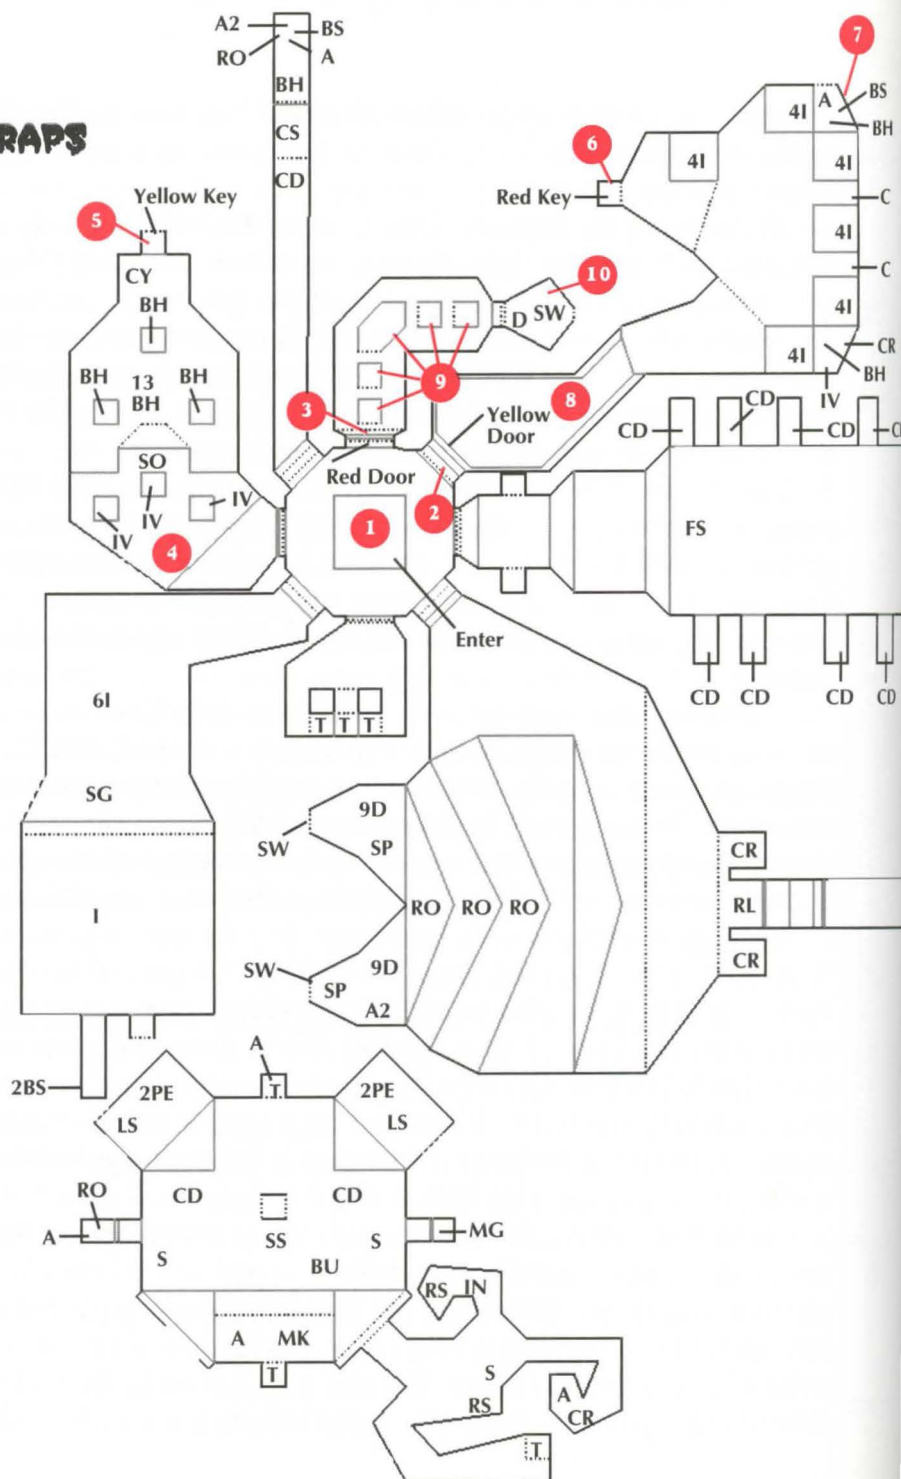 RAPS
A2
BS
RO
A
BH
CS
CD
7
A
BS
4I
BH
6
4I
4I
Red Key
C
Yellow Key
5
4I
CY
10
C
BH
D SW
4I
CR
13
BH
BH
BH
9
4I
BH
8
IV
3
Yellow
Door
CD
CD
CD
SO
Red Door
IV
IV
IV
4
1
2
FS
Enter
6I
T T T
CD CD CD CD
SG
9D
SW
SP
CR
I
RO RO RO
RL
SW
9D
CR
SP
A2
A
2BS
2PE
T
2PE
LS
LS
RO
CD
CD
A
MG
S
SS
S
BU
RS IN
A MK
S
T
A
RS
CR
T